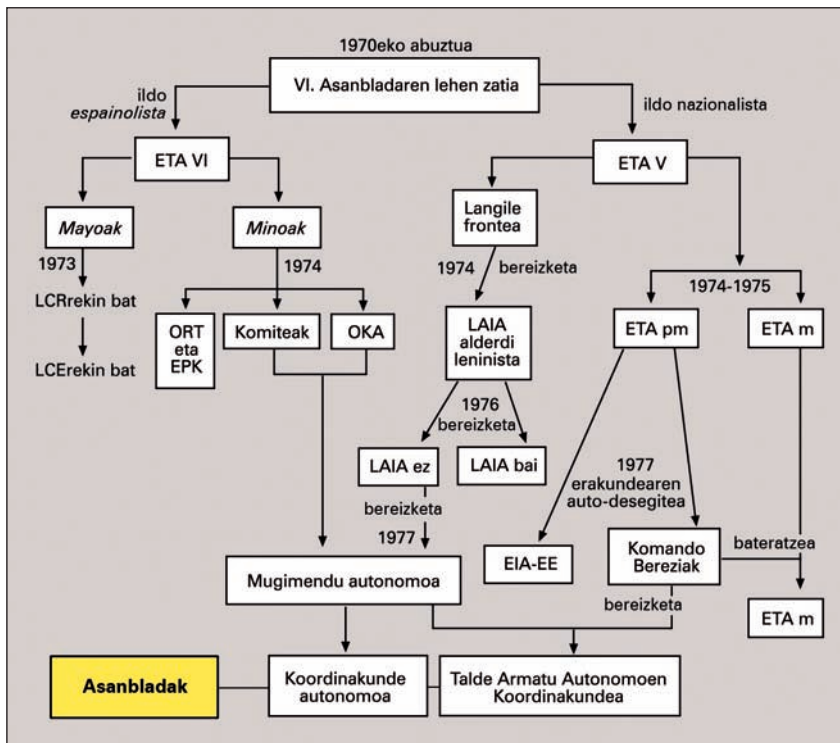 1970eko abuztua
VI. Asanbladaren lehen zatia
ildo
espainolista
ildo nazionalista
ETA VI
ETA V
Mayoak
Minoak
Langile
frontea
1973
1974
1974
bereizketa
1974-1975
LCRrekin bat
LCErekin bat
ORT
eta
EPK
Komiteak
OKA
LAIA
alderdi
leninista
ETA pm
ETA m
1976
bereizketa
LAIA ez
LAIA bai
1977
erakundearen
auto-desegitea
bereizketa
1977
EIA-EE
Komando
Bereziak
bateratzea
Mugimendu autonomoa
bereizketa
ETA m
Asanbladak
Koordinakunde
autonomoa
Talde Armatu Autonomoen
Koordinakundea